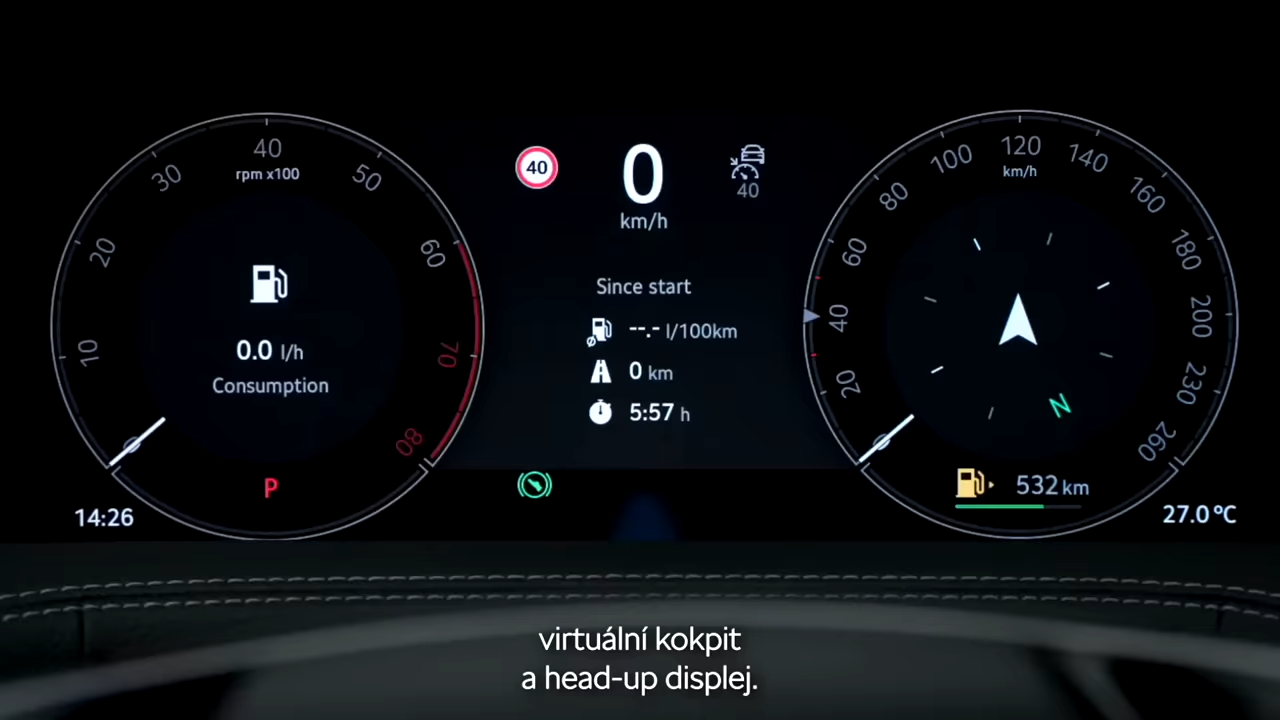 40
rpm x100
30
50
20
60
10
70
80
0.0 l/h
Consumption
P
14:26
40
0
km/h
40
Since start
--.- l/100km
0 km
5:57 h
120
km/h
100
140
80
160
60
180
40
200
20
230
260
N
532 km
27.0 °C
virtuální kokpit
a head-up displej.